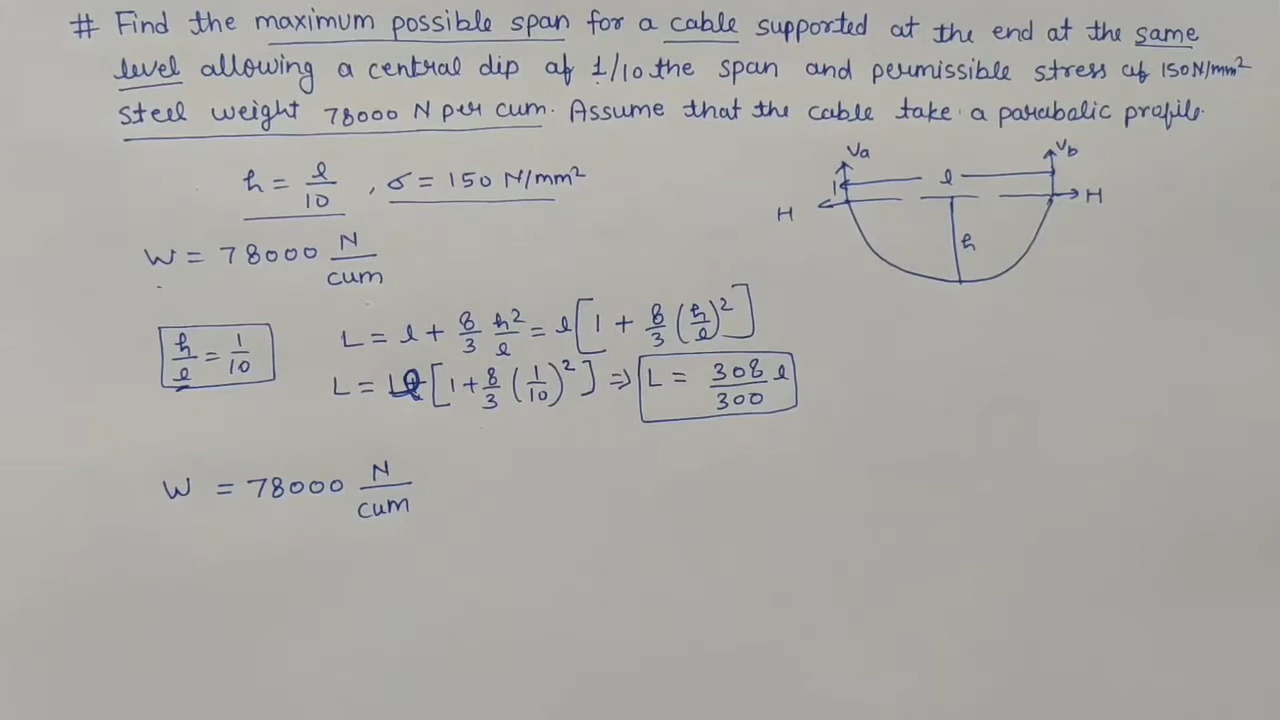 # Find the maximum possible span for a cable supported at the end at the same
level allowing a central dip of 1/10 the span and permissible stress of 150N/mm²
steel weight 78000 N per cum. Assume that the cable take a parabolic profile.
h = l/10 , σ = 150 N/mm²
Va Vb
l
H H
h
W = 78000 N/cum
h/l = 1/10
L = l + 8/3 h²/l = l[1 + 8/3 (h/l)²]
L = l[1 + 8/3 (1/10)²] ⇒ L = 308/300 l
W = 78000 N/cum